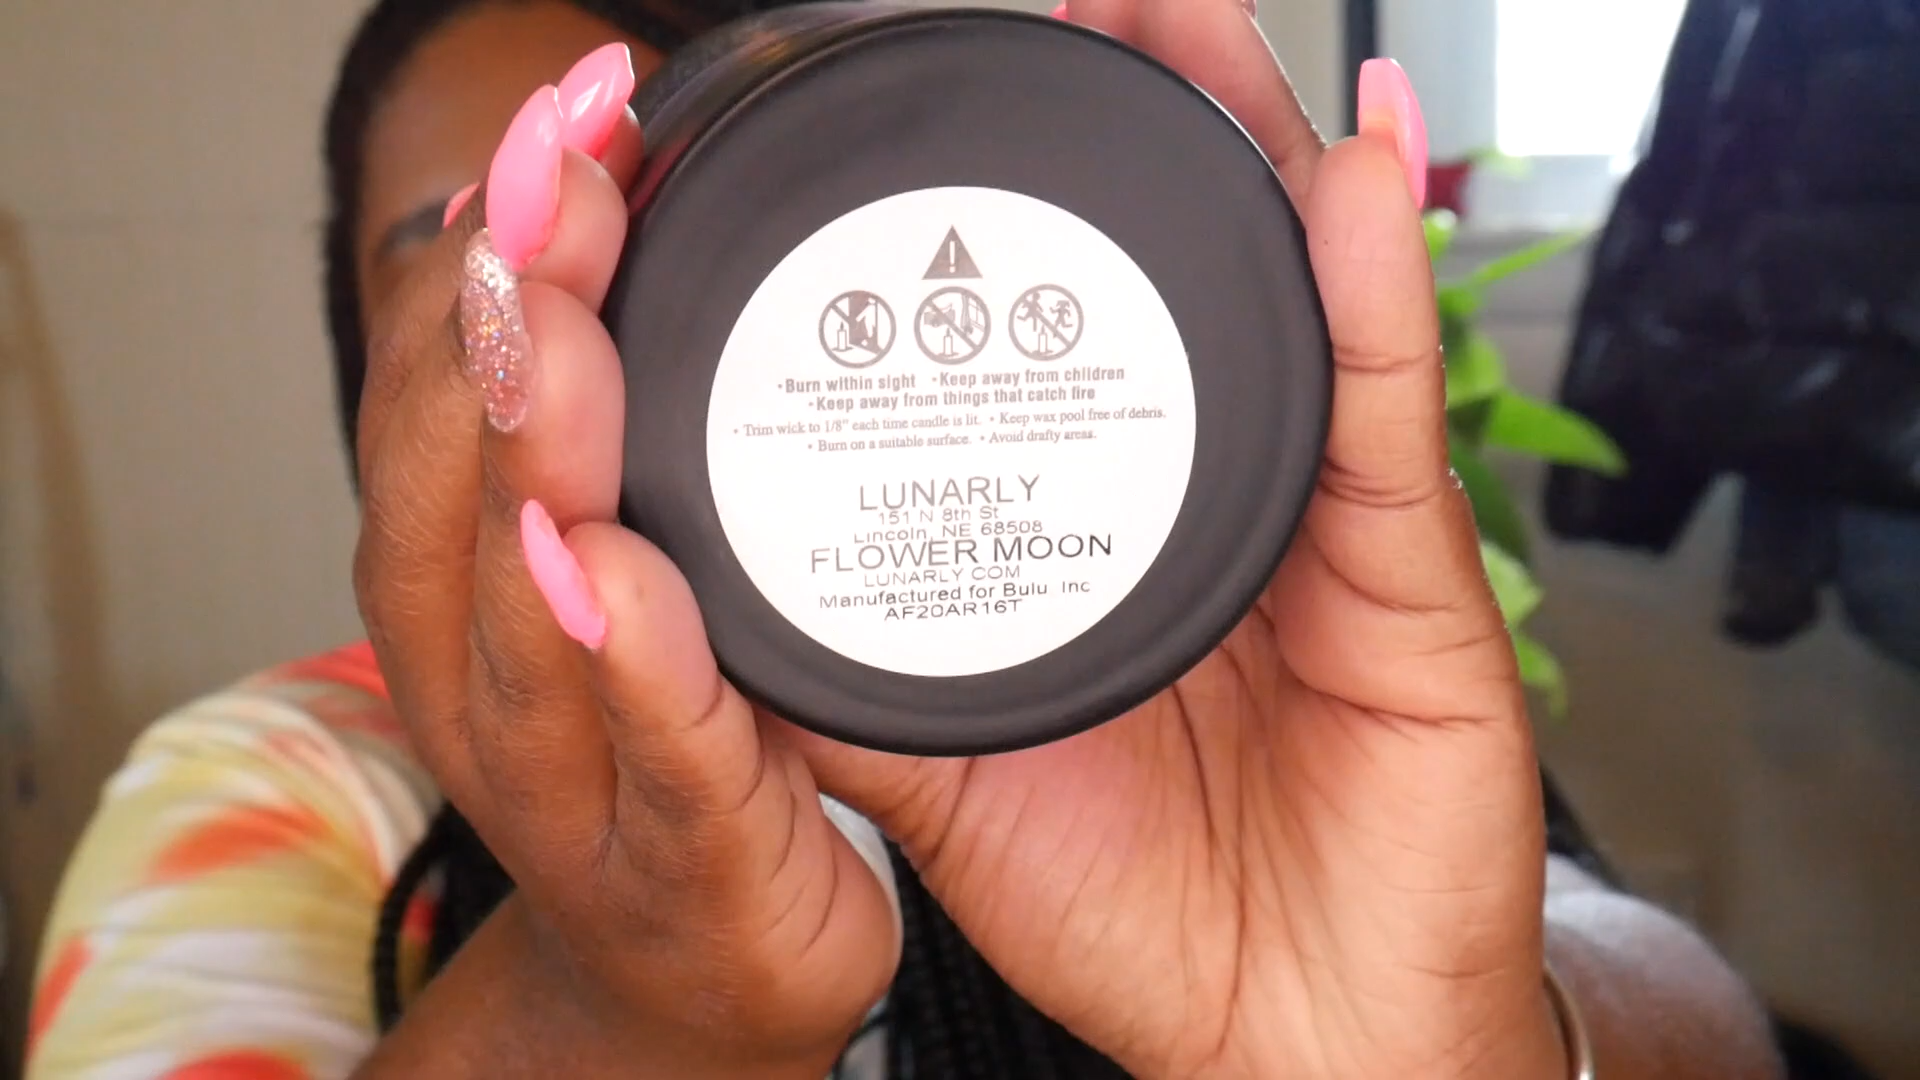 •Burn within sight •Keep away from children
•Keep away from things that catch fire
• Trim wick to 1/8" each time candle is lit. • Keep wax pool free of debris.
• Burn on a suitable surface. • Avoid drafty areas.
LUNARLY
151 N 8th St
Lincoln, NE 68508
FLOWER MOON
LUNARLY COM
Manufactured for Bulu Inc
AF20AR16T